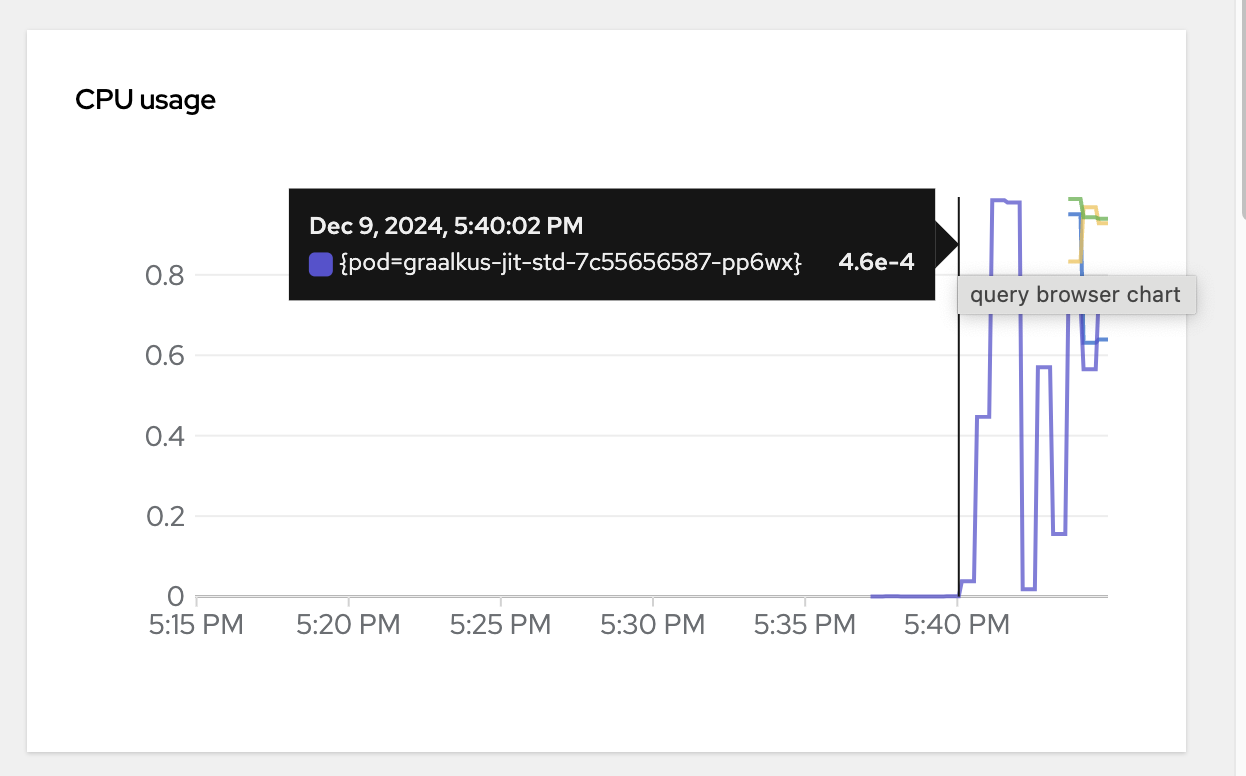 CPU usage
Dec 9, 2024, 5:40:02 PM
{pod=graalkus-jit-std-7c55656587-pp6wx} 4.6e-4
query browser chart
0.8
0.6
0.4
0.2
0
5:15 PM 5:20 PM 5:25 PM 5:30 PM 5:35 PM 5:40 PM